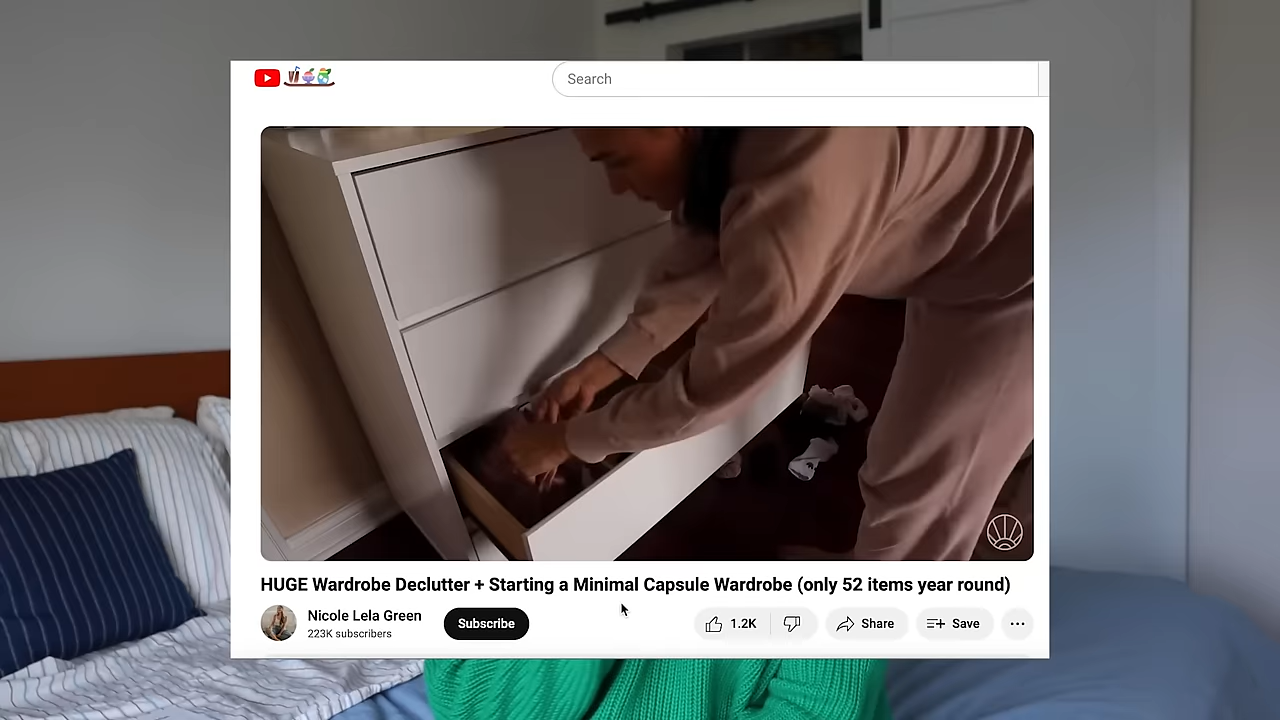 Search
HUGE Wardrobe Declutter + Starting a Minimal Capsule Wardrobe (only 52 items year round)
Nicole Lela Green
223K subscribers
Subscribe
1.2K
Share
Save